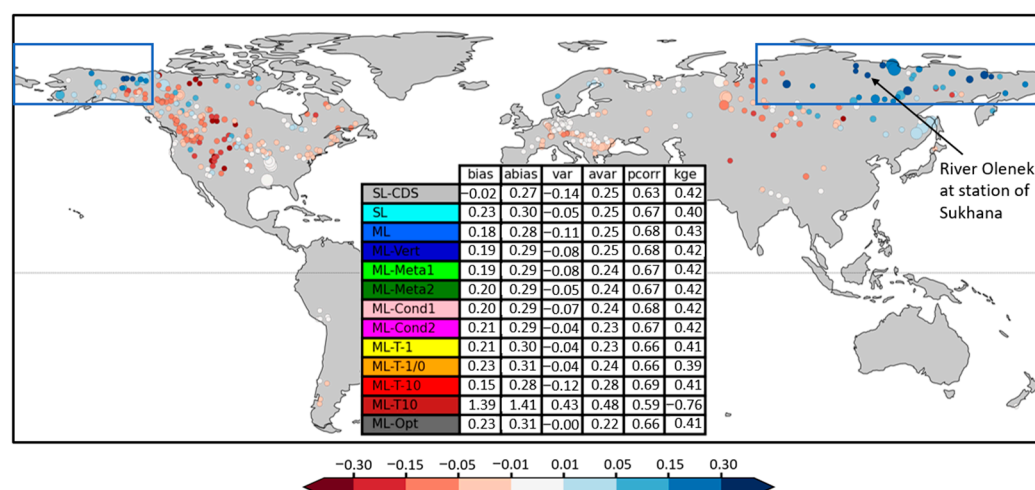 River Olenek
at station of
Sukhana
bias abias var avar pcorr kge
SL-CDS −0.02 0.27 −0.14 0.25 0.63 0.42
SL 0.23 0.30 −0.05 0.25 0.67 0.40
ML 0.18 0.28 −0.11 0.25 0.68 0.43
ML-Vert 0.19 0.29 −0.08 0.25 0.68 0.42
ML-Meta1 0.19 0.29 −0.08 0.24 0.67 0.42
ML-Meta2 0.20 0.29 −0.05 0.24 0.67 0.42
ML-Cond1 0.20 0.29 −0.07 0.24 0.68 0.42
ML-Cond2 0.21 0.29 −0.04 0.23 0.67 0.42
ML-T-1 0.21 0.30 −0.04 0.23 0.66 0.41
ML-T-1/0 0.23 0.31 −0.04 0.24 0.66 0.39
ML-T-10 0.15 0.28 −0.12 0.28 0.69 0.41
ML-T10 1.39 1.41 0.43 0.48 0.59 −0.76
ML-Opt 0.23 0.31 −0.00 0.22 0.66 0.41
−0.30 −0.15 −0.05 −0.01 0.01 0.05 0.15 0.30